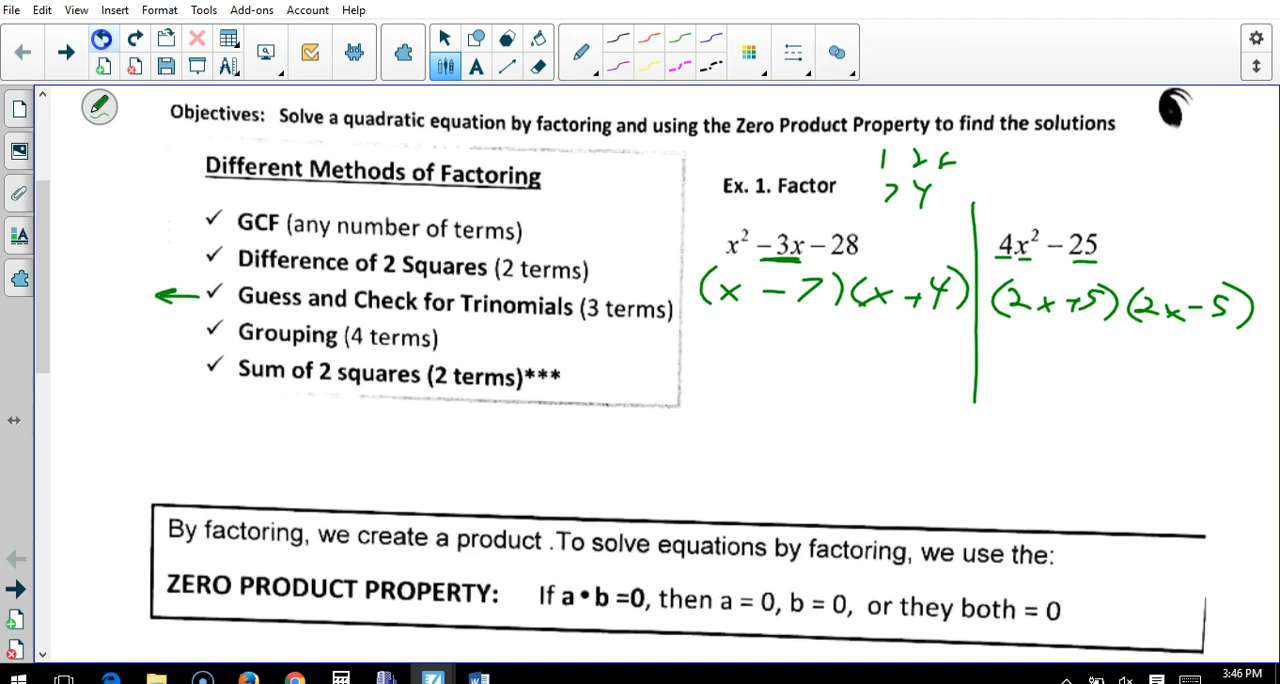 File Edit View Insert Format Tools Add-ons Account Help
Objectives: Solve a quadratic equation by factoring and using the Zero Product Property to find the solutions
Different Methods of Factoring
✓ GCF (any number of terms)
✓ Difference of 2 Squares (2 terms)
✓ Guess and Check for Trinomials (3 terms)
✓ Grouping (4 terms)
✓ Sum of 2 squares (2 terms)***
Ex. 1. Factor
1 2
7 4
x² – 3x – 28
(x – 7)(x + 4)
4x² – 25
(2x + 5)(2x – 5)
By factoring, we create a product .To solve equations by factoring, we use the:
ZERO PRODUCT PROPERTY: If a • b =0, then a = 0, b = 0, or they both = 0
3:46 PM